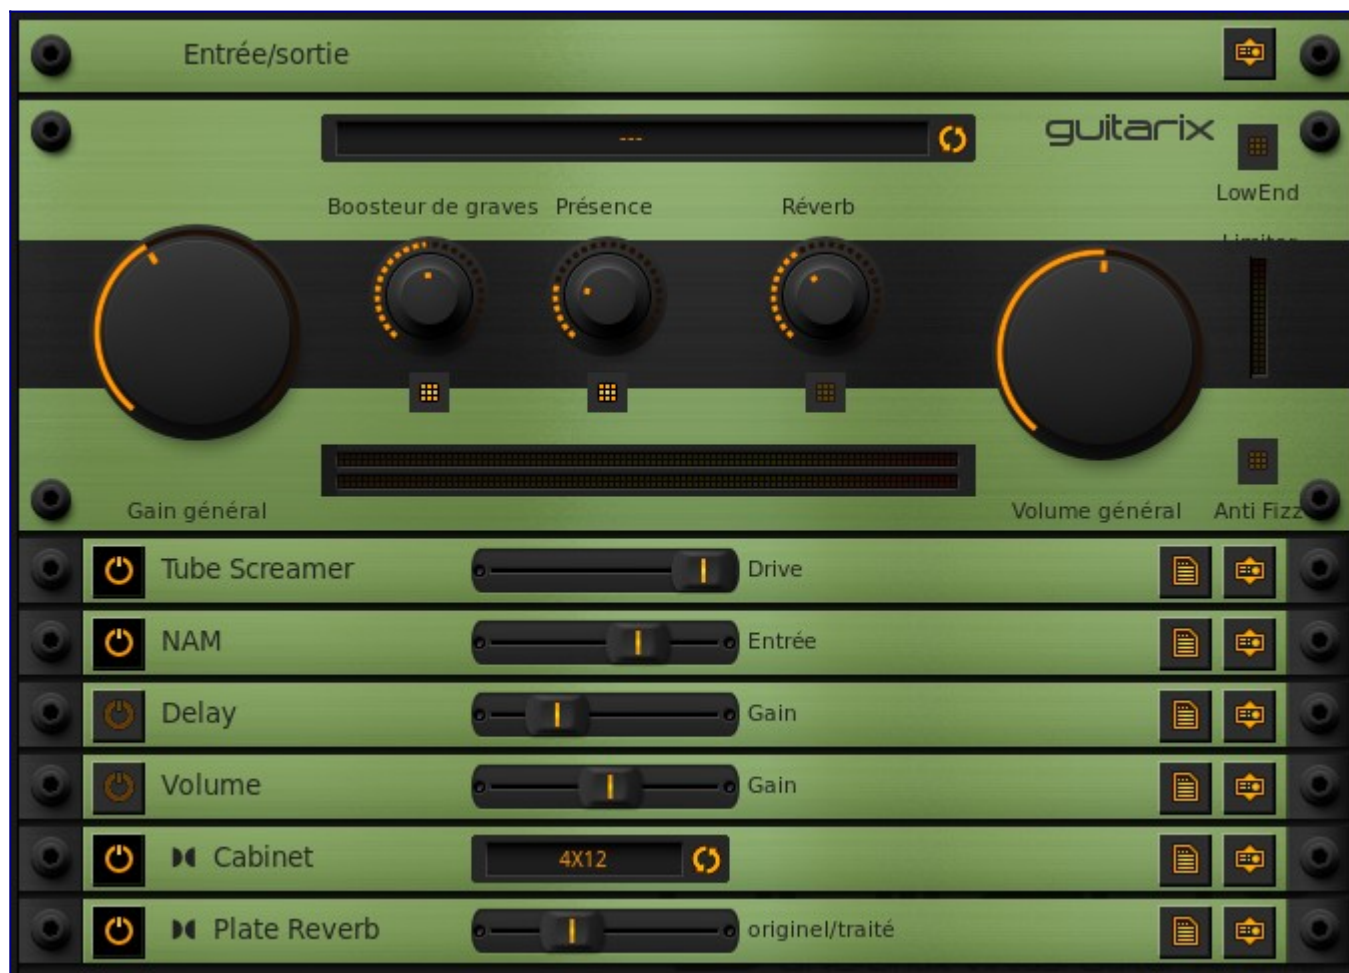 Entrée/sortie
---
guitarix
LowEnd
Boosteur de graves
Présence
Réverb
Limiter
Gain général
Volume général
Anti Fizz
Tube Screamer
Drive
NAM
Entrée
Delay
Gain
Volume
Gain
Cabinet
4X12
Plate Reverb
originel/traité